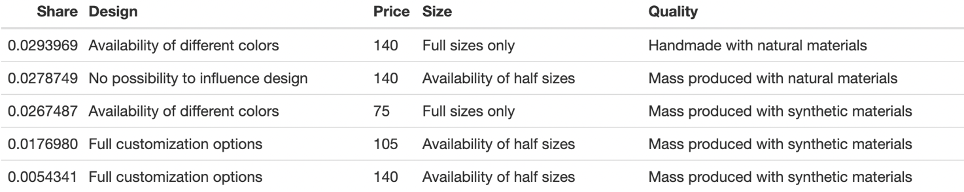 Share Design Price Size Quality
0.0293969 Availability of different colors 140 Full sizes only Handmade with natural materials
0.0278749 No possibility to influence design 140 Availability of half sizes Mass produced with natural materials
0.0267487 Availability of different colors 75 Full sizes only Mass produced with synthetic materials
0.0176980 Full customization options 105 Availability of half sizes Mass produced with synthetic materials
0.0054341 Full customization options 140 Availability of half sizes Mass produced with synthetic materials